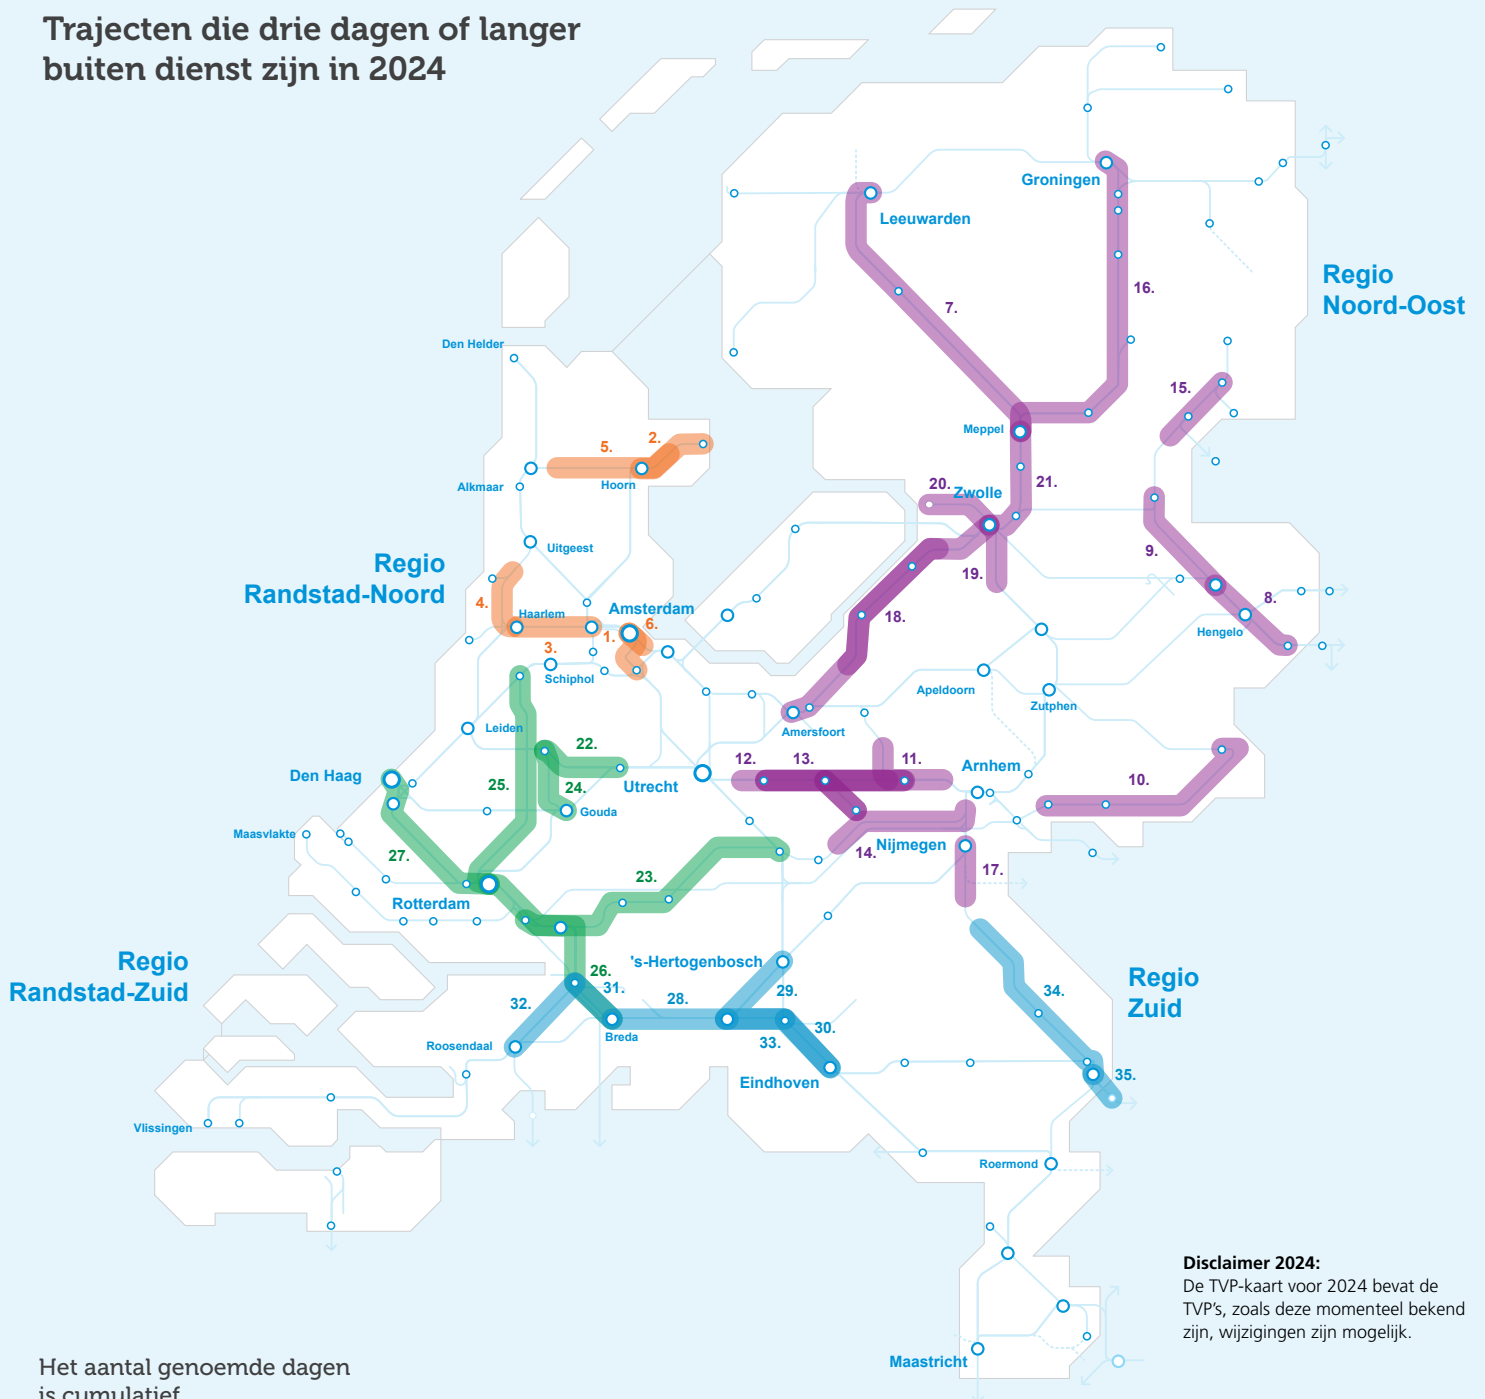 Trajecten die drie dagen of langer
buiten dienst zijn in 2024
Groningen
Leeuwarden
Regio
Noord-Oost
16.
7.
Den Helder
15.
Meppel
5.
2.
Alkmaar
Hoorn
20.
Zwolle
21.
Uitgeest
9.
Regio
Randstad-Noord
19.
4.
Haarlem
Amsterdam
8.
18.
6.
1.
Hengelo
3.
Schiphol
Apeldoorn
Zutphen
Leiden
Amersfoort
22.
12.
13.
11.
Arnhem
Den Haag
25.
24.
Utrecht
10.
Gouda
Maasvlakte
27.
14.
Nijmegen
17.
23.
Rotterdam
Regio
Randstad-Zuid
's-Hertogenbosch
26.
31.
29.
32.
28.
34.
Regio
Zuid
30.
33.
Breda
Roosendaal
Eindhoven
35.
Vlissingen
Roermond
Disclaimer 2024:
De TVP-kaart voor 2024 bevat de
TVP's, zoals deze momenteel bekend
zijn, wijzigingen zijn mogelijk.
Maastricht
Het aantal genoemde dagen
is cumulatief